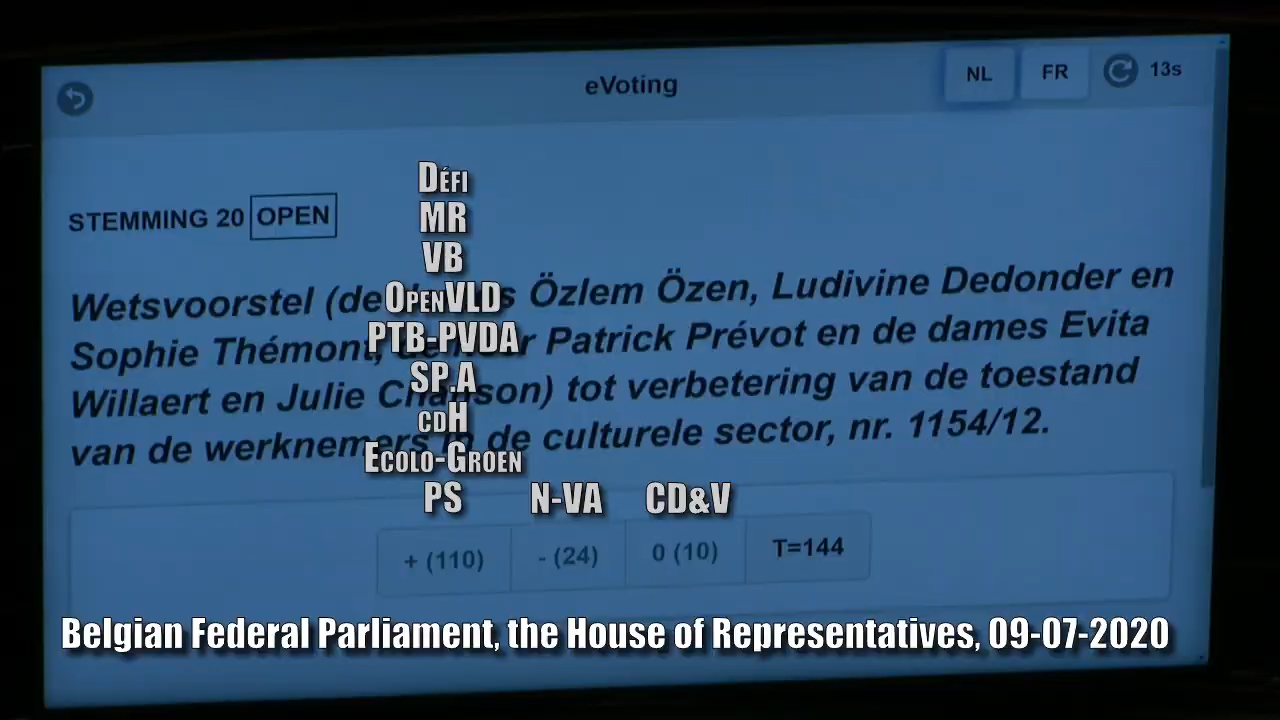 eVoting
NL
FR
13s
STEMMING 20 OPEN
Défi
MR
VB
OpenVLD
PTB-PVDA
SP.A
cdH
Ecolo-Groen
PS
N-VA
CD&V
Wetsvoorstel (de Özlem Özen, Ludivine Dedonder en
Sophie Thémont, Patrick Prévot en de dames Evita
Willaert en Julie tot verbetering van de toestand
van de werknemers in de culturele sector, nr. 1154/12.
+ (110)
- (24)
0 (10)
T=144
Belgian Federal Parliament, the House of Representatives, 09-07-2020